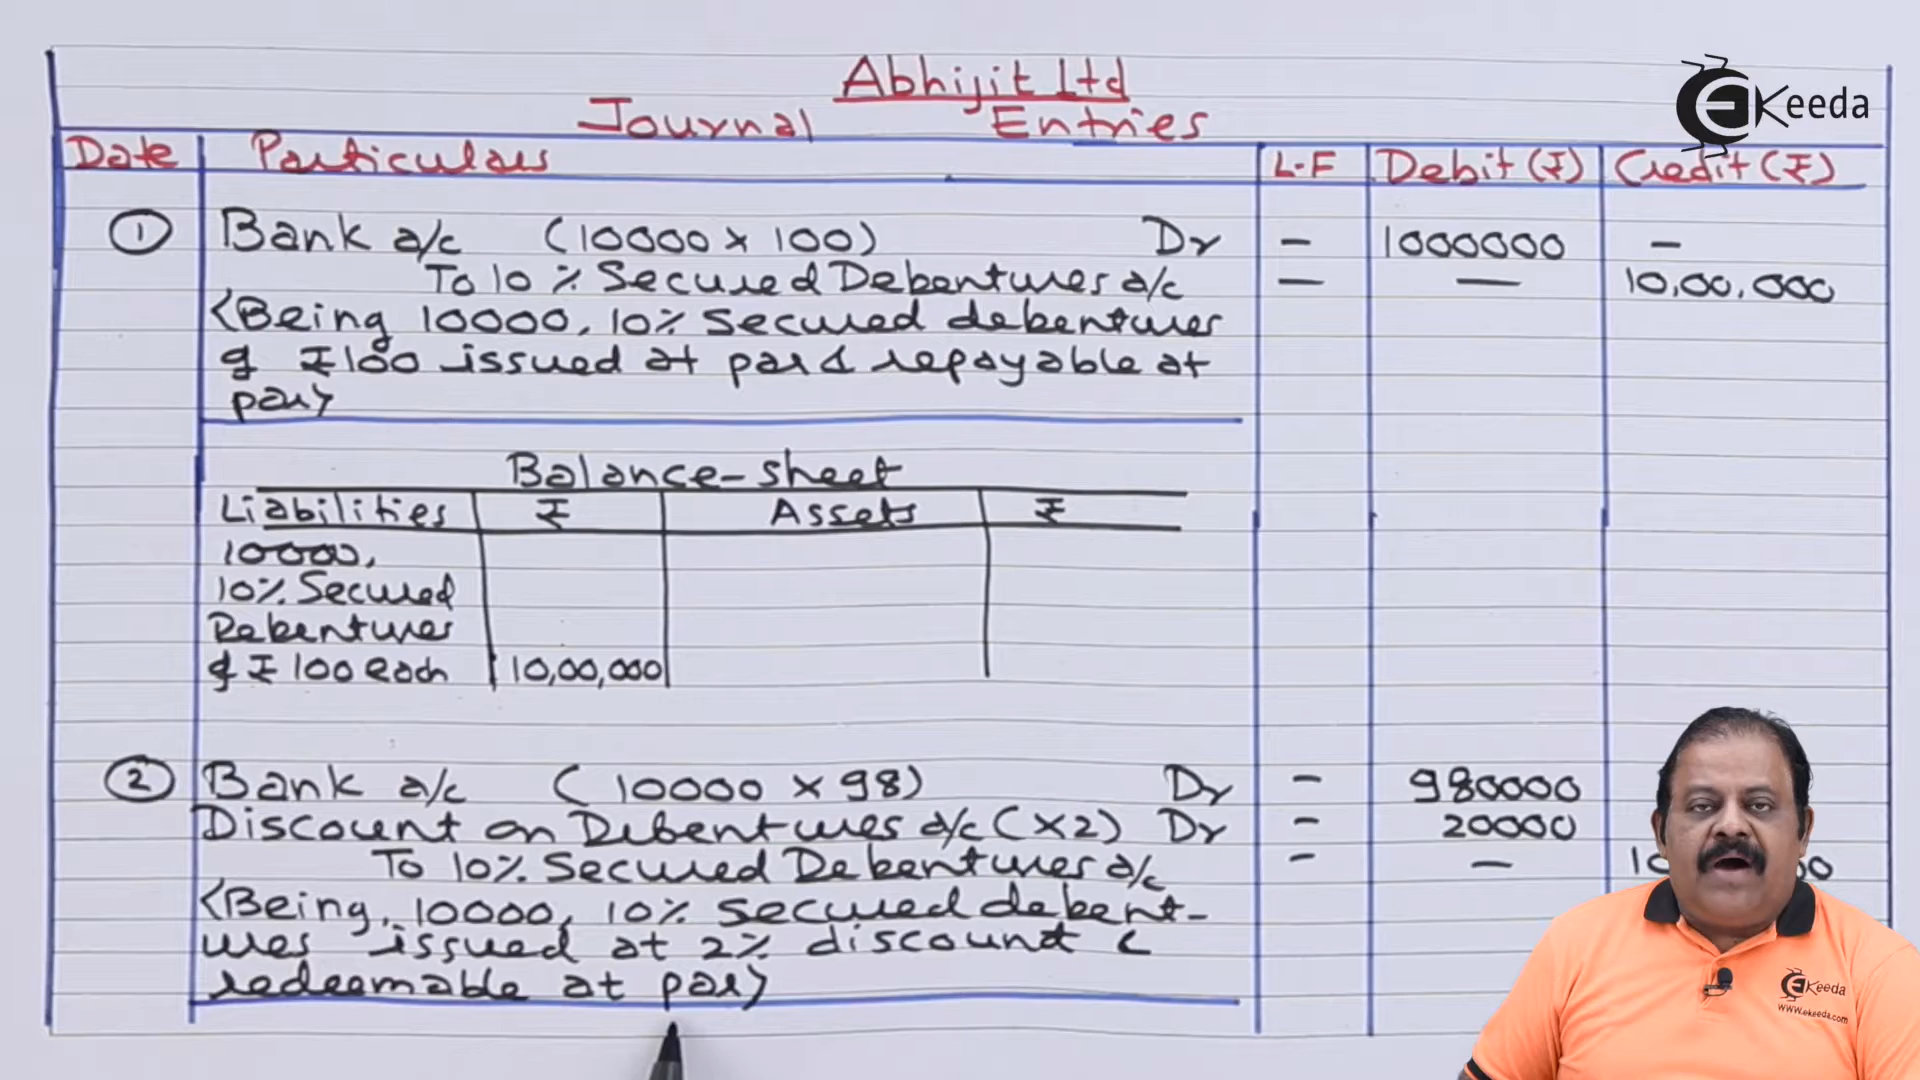 Abhijit Ltd
Journal Entries
EKeeda
Date Particulars L.F Debit (₹) Credit (₹)
① Bank a/c (10000 x 100) Dr - 1000000 -
To 10% Secured Debentures a/c - - 10,00,000
<Being 10000, 10% secured debentures
of ₹100 issued at par & repayable at
par>
Balance-sheet
Liabilities ₹ Assets ₹
10000,
10% Secured
Debentures
of ₹ 100 each 10,00,000
② Bank a/c (10000 x 98) Dr - 980000
Discount on Debentures a/c (x2) Dr - 20000
To 10% Secured Debentures a/c - -
<Being, 10000, 10% secured debent-
ures issued at 2% discount &
redeemable at par>
EKeeda
www.ekeeda.com